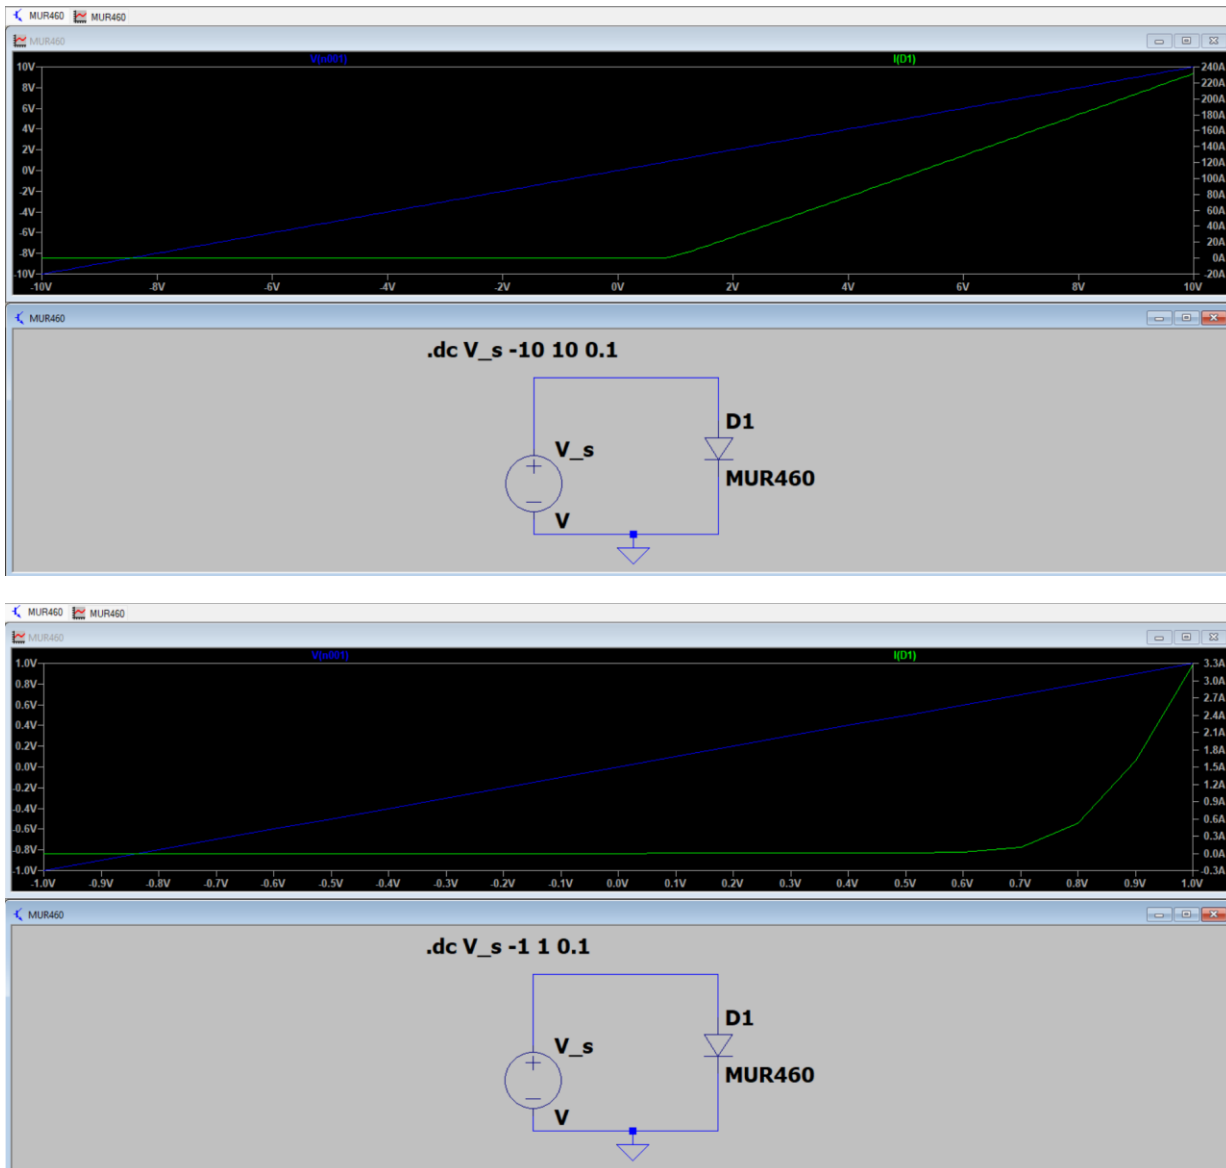 MUR460 MUR460
MUR460
V(n001) I(D1)
10V 240A
8V 220A
6V 200A
4V 180A
2V 160A
0V 140A
-2V 120A
-4V 100A
-6V 80A
-8V 60A
-10V 40A
20A
0A
-20A
-10V -8V -6V -4V -2V 0V 2V 4V 6V 8V 10V
MUR460
.dc V_s -10 10 0.1
D1
V_s
MUR460
V
MUR460 MUR460
MUR460
V(n001) I(D1)
1.0V 3.3A
0.8V 3.0A
0.6V 2.7A
0.4V 2.4A
0.2V 2.1A
0.0V 1.8A
-0.2V 1.5A
-0.4V 1.2A
-0.6V 0.9A
-0.8V 0.6A
-1.0V 0.3A
0.0A
-0.3A
-1.0V -0.9V -0.8V -0.7V -0.6V -0.5V -0.4V -0.3V -0.2V -0.1V 0.0V 0.1V 0.2V 0.3V 0.4V 0.5V 0.6V 0.7V 0.8V 0.9V 1.0V
MUR460
.dc V_s -1 1 0.1
D1
V_s
MUR460
V